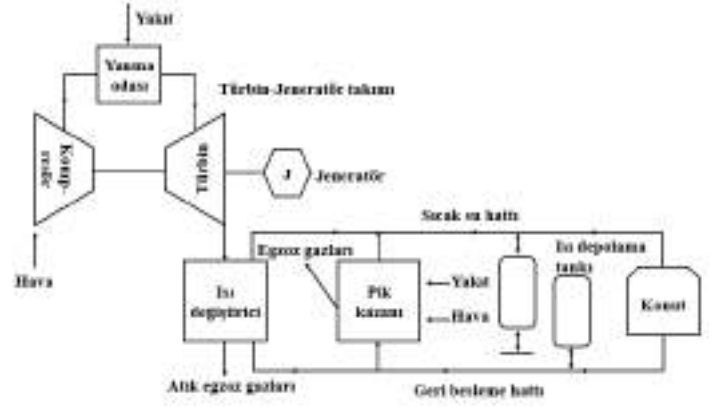 Yakıt
Yanma
odası
Türbin-Jeneratör takımı
Komp-
resör
Türbin
J
Jeneratör
Sıcak su hattı
Hava
Egzoz gazları
Isı depolama
tankı
Isı
değiştirici
Pik
kazanı
Yakıt
Hava
Konut
Atık egzoz gazları
Geri besleme hattı